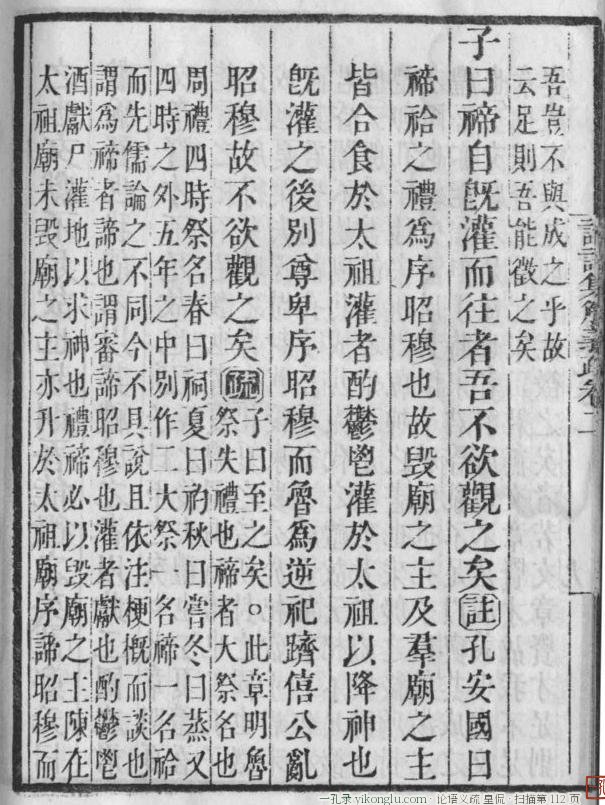 論語集解義疏卷二
吾豈不與成之乎故
云足則吾能徵之矣
子曰禘自旣灌而往者吾不欲觀之矣註孔安國曰
禘祫之禮爲序昭穆也故毀廟之主及羣廟之主
皆合食於太祖灌者酌鬱鬯灌於太祖以降神也
旣灌之後別尊卑序昭穆而魯爲逆祀躋僖公亂
昭穆故不欲觀之矣疏子曰至之矣。此章明魯
祭失禮也禘者大祭名也
周禮四時祭名春曰祠夏曰礿秋曰嘗冬曰蒸又
四時之外五年之中別作二大祭一名禘一名祫
而先儒論之不同今不具說且依注梗概而談也
謂爲禘者諦也謂審諦昭穆也灌者獻也酌鬱鬯
酒獻尸灌地以求神也禮禘必以毀廟之主陳在
太祖廟未毀廟之主亦升於太祖廟序諦昭穆而
一孔录 yikonglu.com 论语义疏 皇侃 · 扫描第 112 页